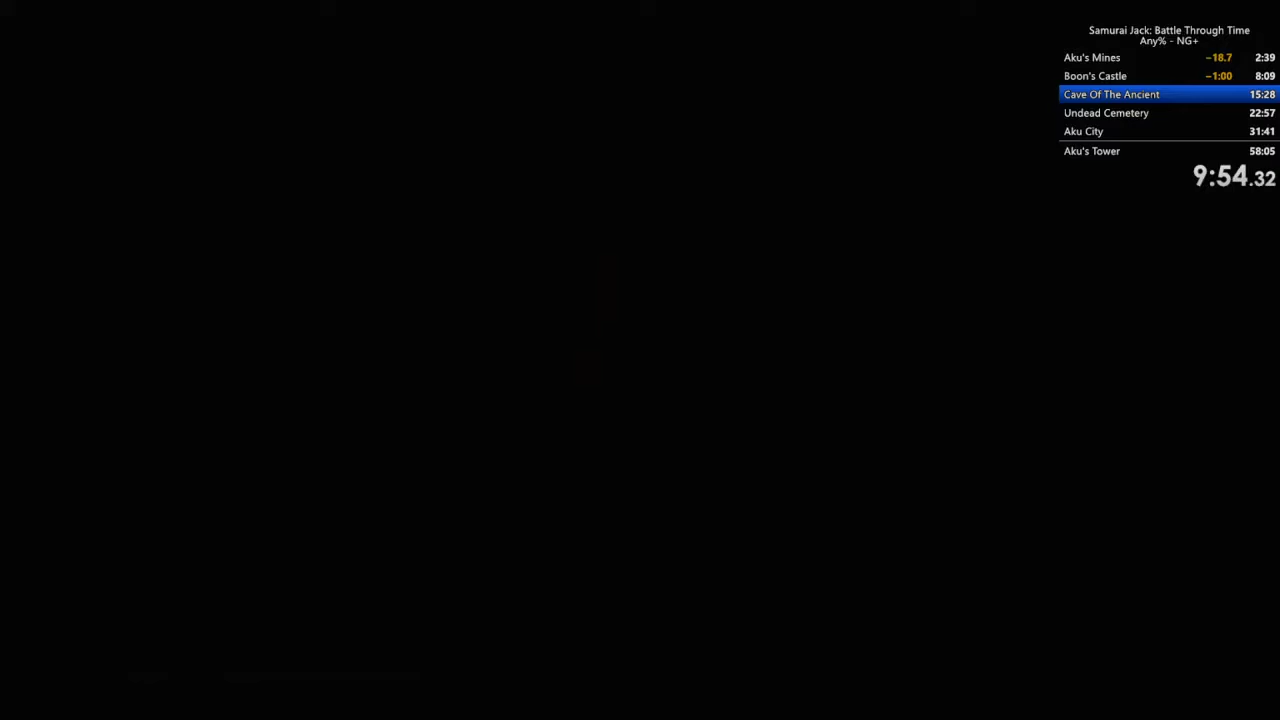 Samurai Jack: Battle Through Time
Any% - NG+
Aku's Mines −18.7 2:39
Boon's Castle −1:00 8:09
Cave Of The Ancient 15:28
Undead Cemetery 22:57
Aku City 31:41
Aku's Tower 58:05
9:54.32